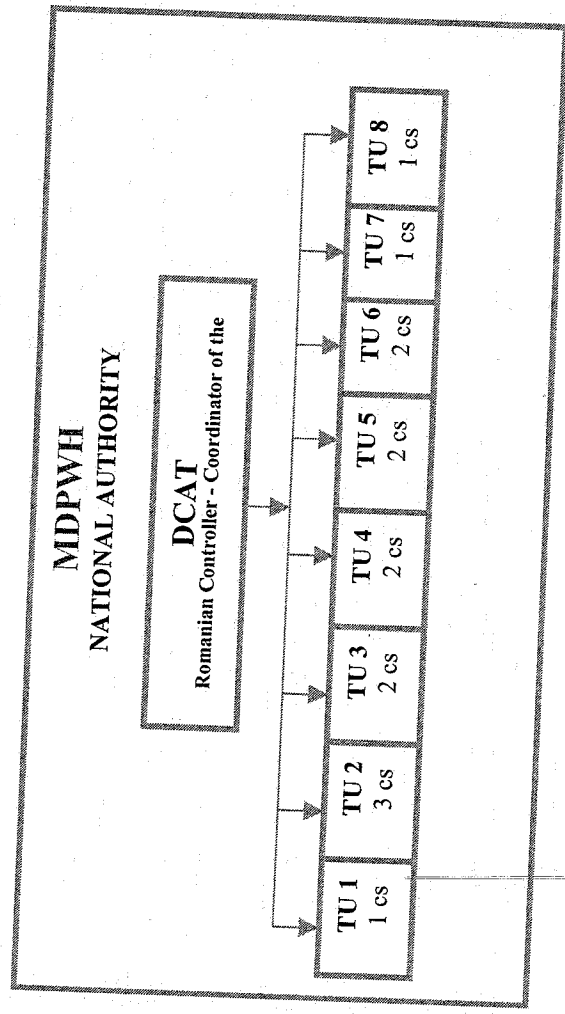 MDPWH
NATIONAL AUTHORITY
DCAT
Romanian Controller - Coordinator of the
TU 1
1 cs
TU 2
3 cs
TU 3
2 cs
TU 4
2 cs
TU 5
2 cs
TU 6
2 cs
TU 7
1 cs
TU 8
1 cs